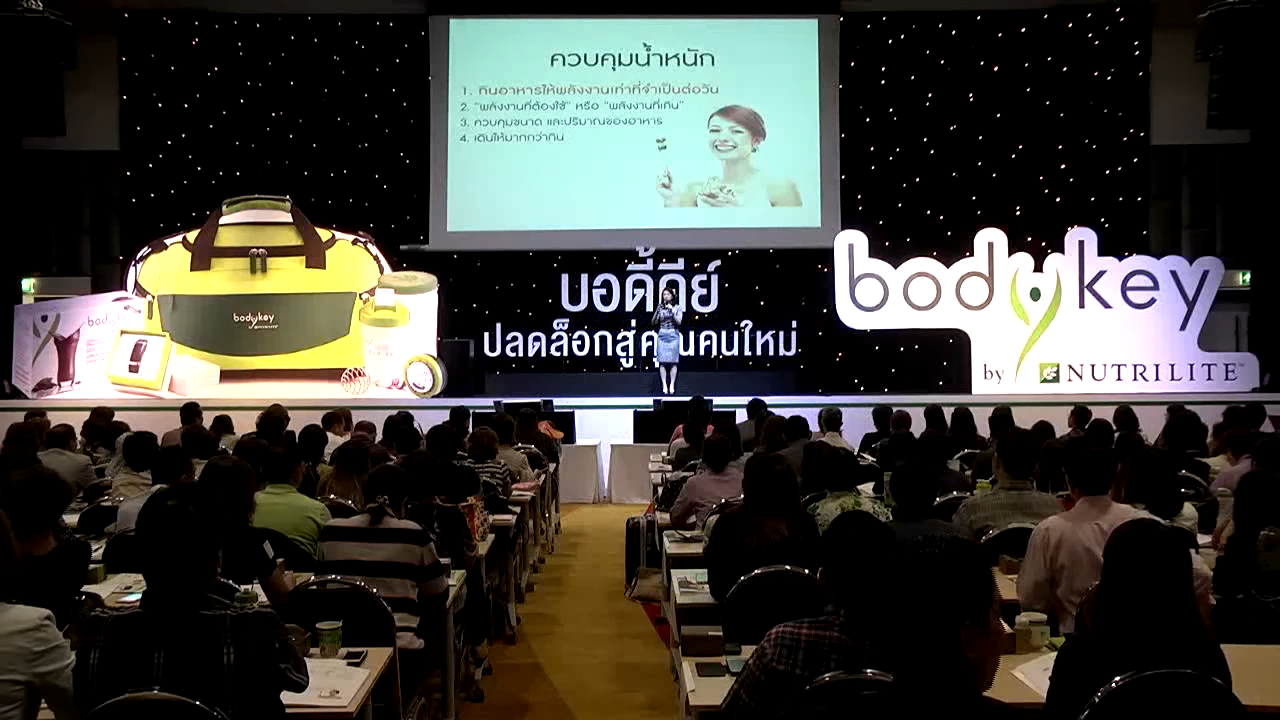 ควบคุมน้ำหนัก
1. กินอาหารให้พลังงานเท่าที่จำเป็นต่อวัน
2. "พลังงานที่ต้องใช้" หรือ "พลังงานที่เกิน"
3. ควบคุมขนาด และปริมาณของอาหาร
4. เดินให้มากกว่ากิน
บอดี้คีย์
ปลดล็อกสู่คุณคนใหม่
bodykey
by NUTRILITE™
bodykey
bodykey